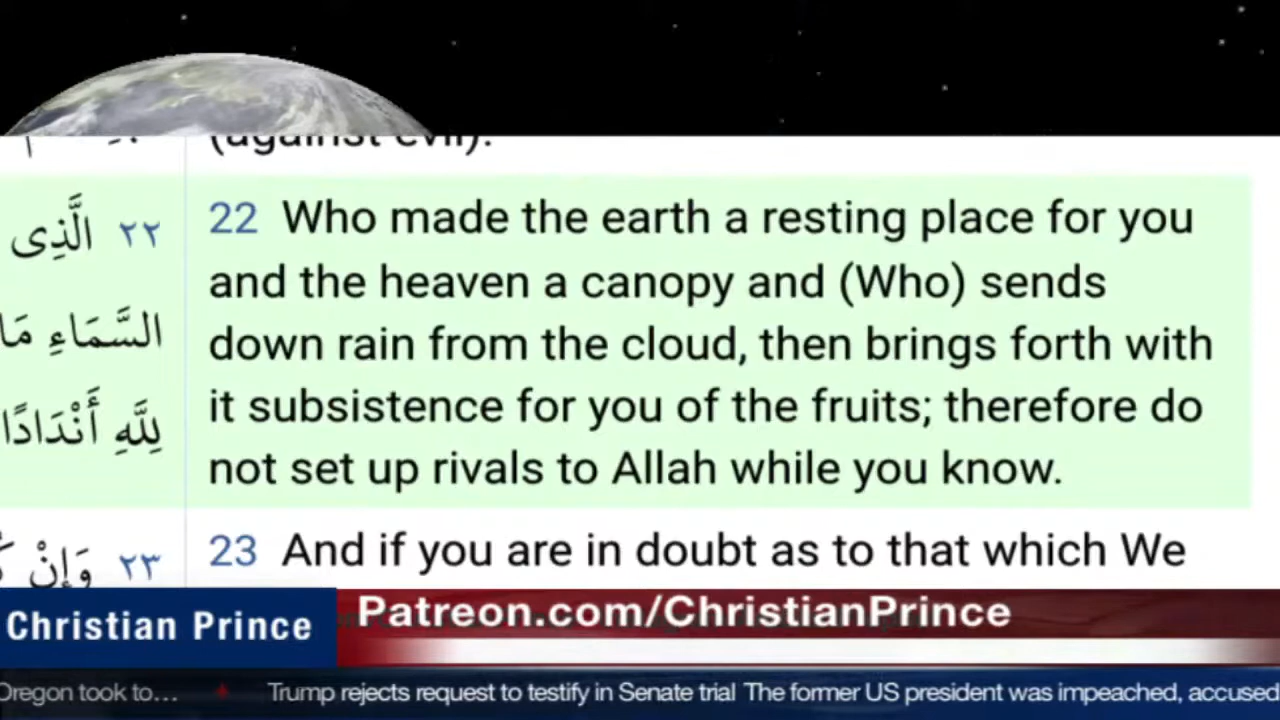 (against evil).
٢٢ الَّذِى
السَّمَاءِ
لِلَّهِ أَنْدَادًا
22 Who made the earth a resting place for you
and the heaven a canopy and (Who) sends
down rain from the cloud, then brings forth with
it subsistence for you of the fruits; therefore do
not set up rivals to Allah while you know.
٢٣ وَإِنْ
23 And if you are in doubt as to that which We
Christian Prince
Patreon.com/ChristianPrince
Oregon took to… Trump rejects request to testify in Senate trial The former US president was impeached, accused